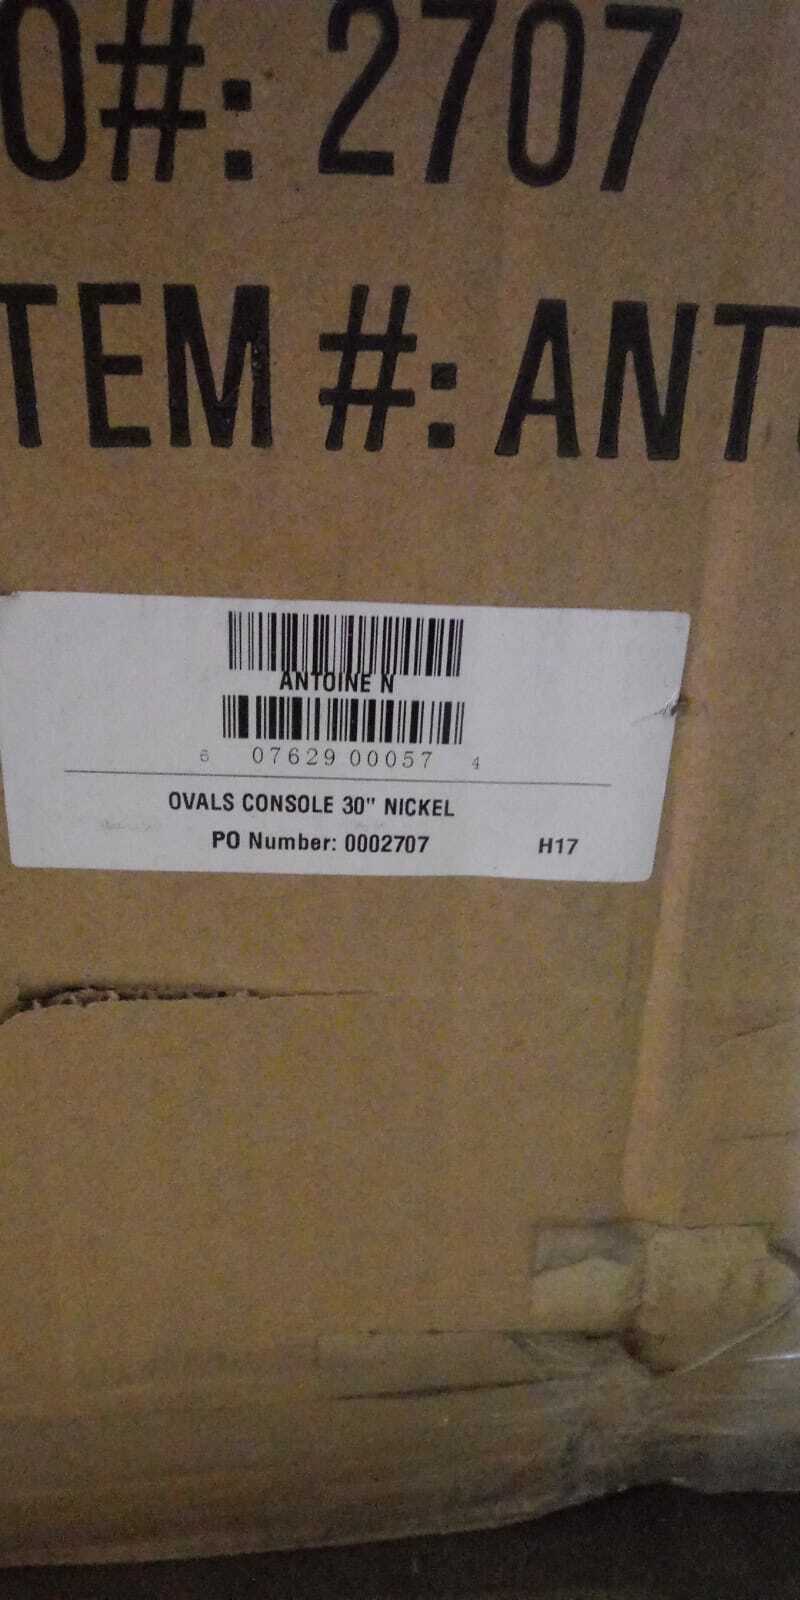 O#: 2707
TEM #: ANT
ANTOINE N
6 07629 00057 4
OVALS CONSOLE 30" NICKEL
PO Number: 0002707 H17